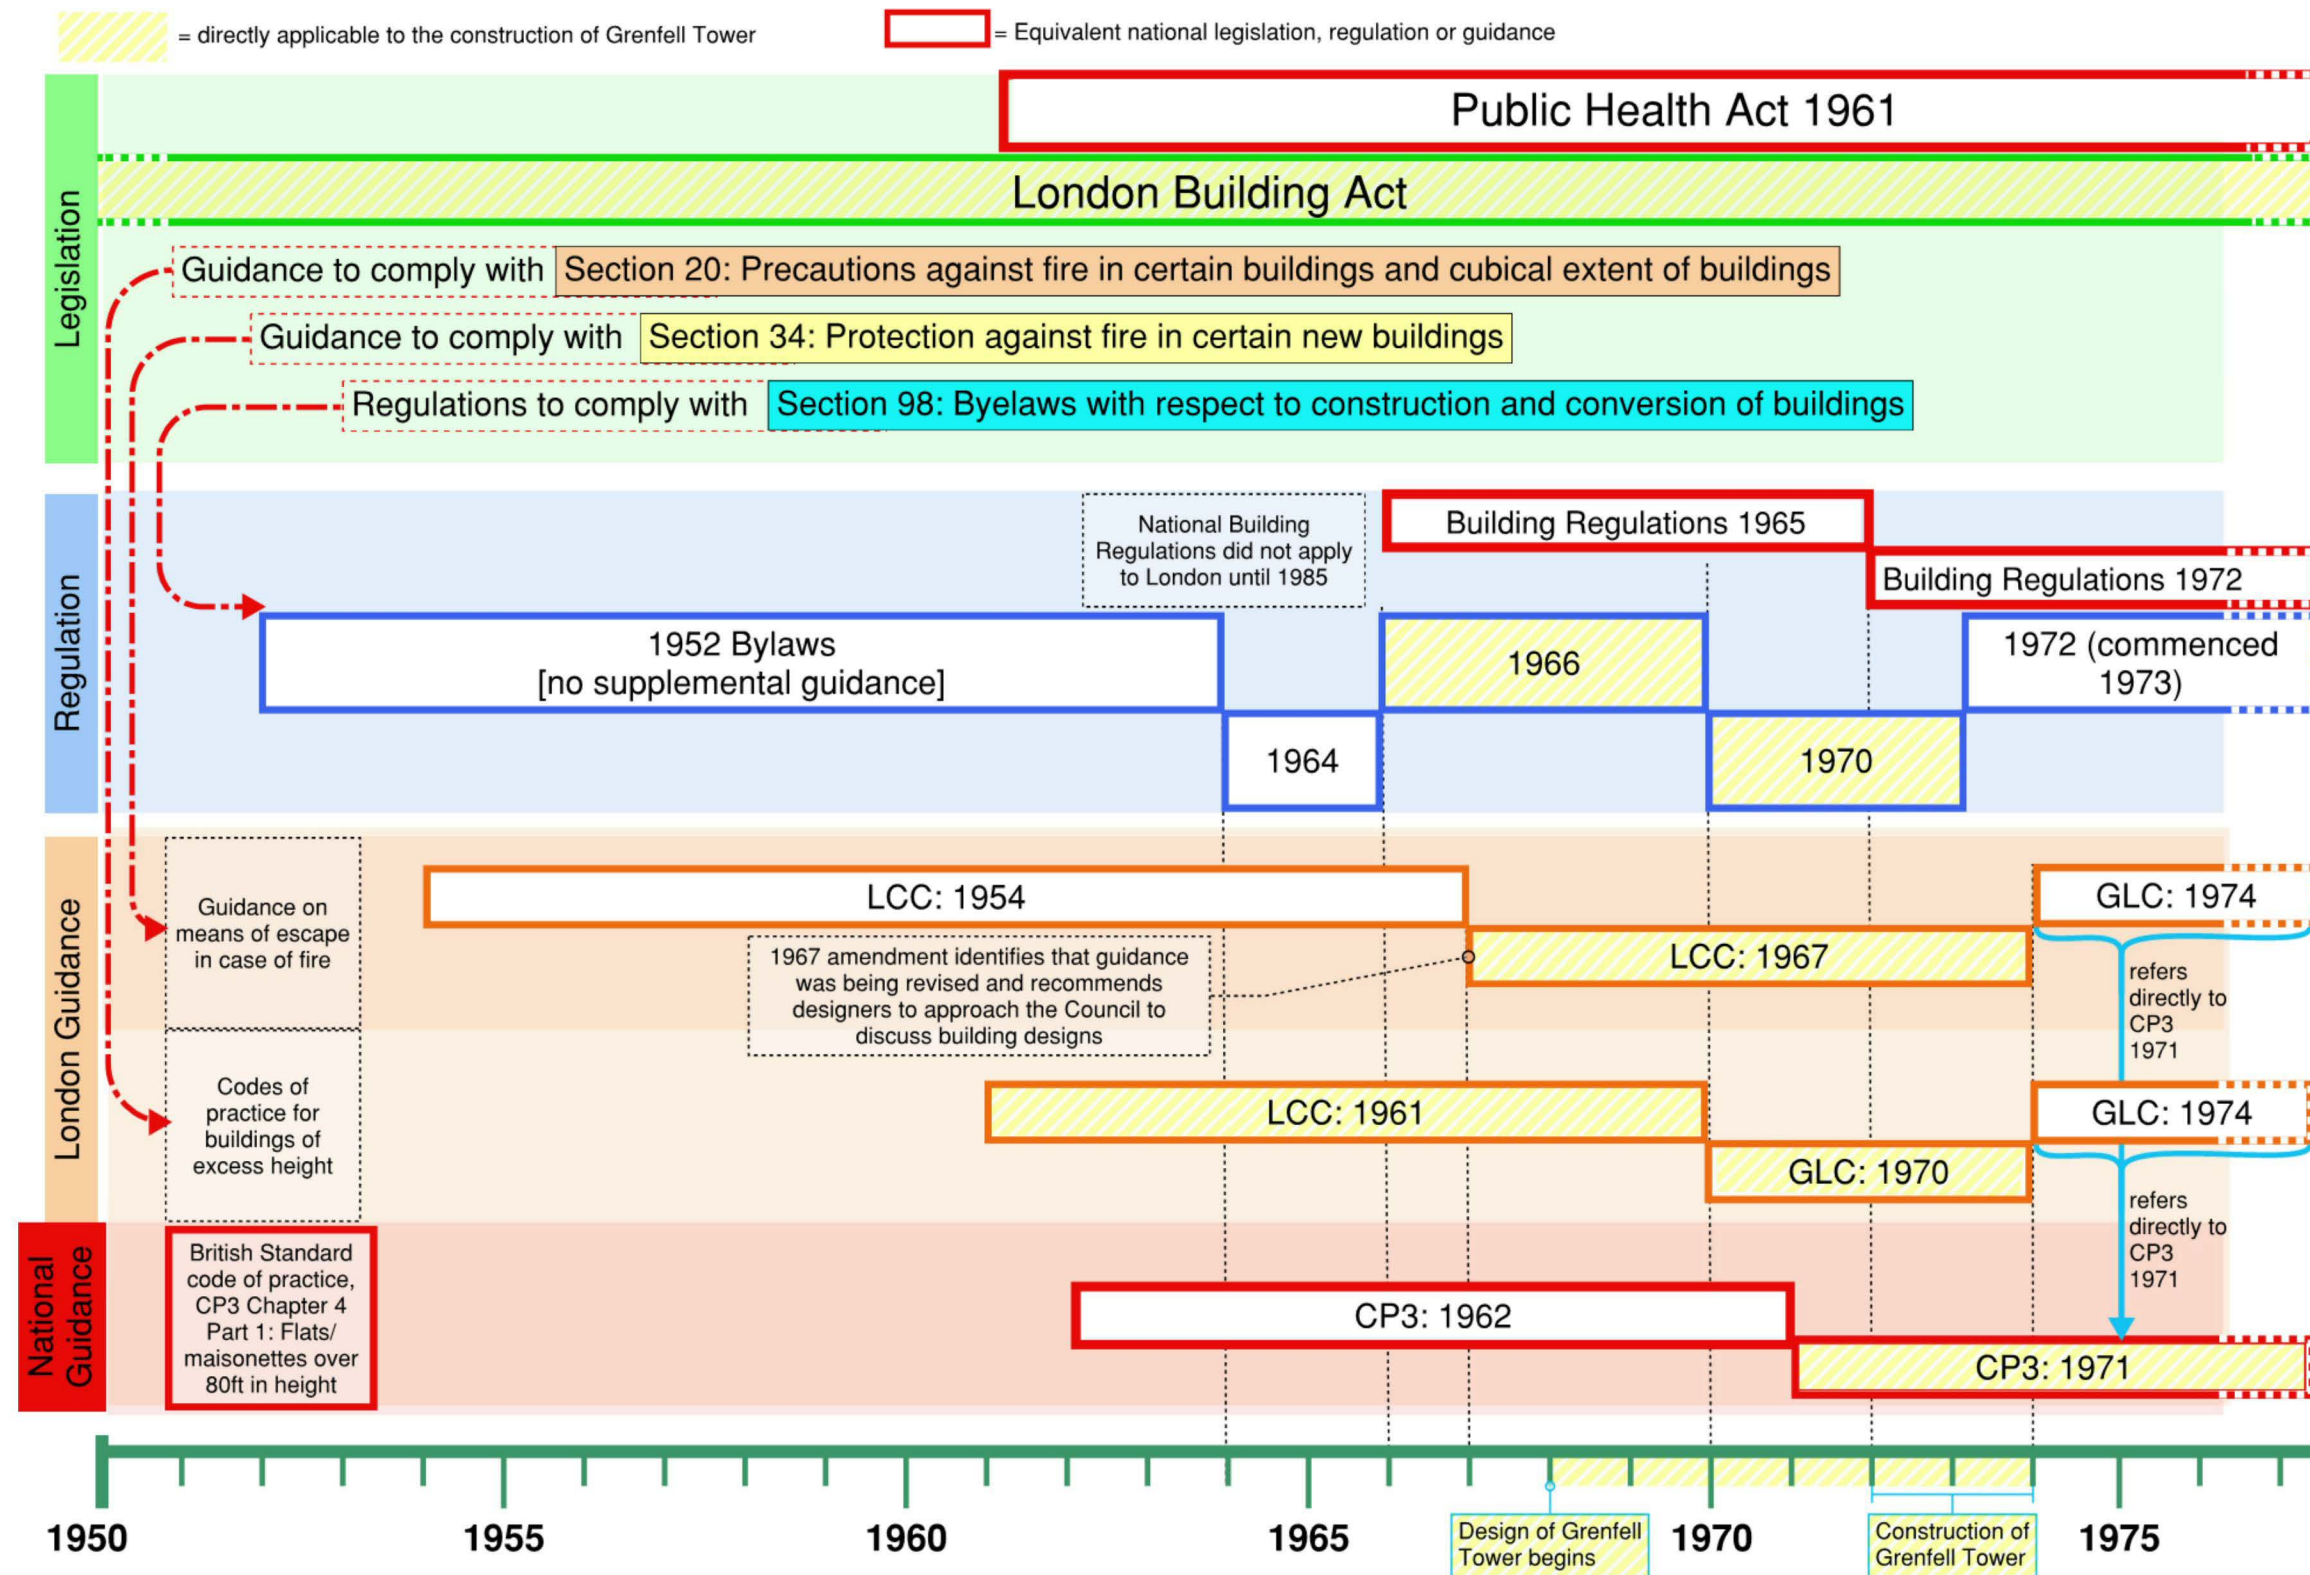 = directly applicable to the construction of Grenfell Tower
= Equivalent national legislation, regulation or guidance
Legislation
Public Health Act 1961
London Building Act
Guidance to comply with
Section 20: Precautions against fire in certain buildings and cubical extent of buildings
Guidance to comply with
Section 34: Protection against fire in certain new buildings
Regulations to comply with
Section 98: Byelaws with respect to construction and conversion of buildings
Regulation
National Building
Regulations did not apply
to London until 1985
Building Regulations 1965
Building Regulations 1972
1952 Bylaws
[no supplemental guidance]
1966
1972 (commenced
1973)
1964
1970
London Guidance
Guidance on
means of escape
in case of fire
LCC: 1954
GLC: 1974
1967 amendment identifies that guidance
was being revised and recommends
designers to approach the Council to
discuss building designs
LCC: 1967
refers
directly to
CP3
1971
Codes of
practice for
buildings of
excess height
LCC: 1961
GLC: 1974
GLC: 1970
refers
directly to
CP3
1971
National
Guidance
British Standard
code of practice,
CP3 Chapter 4
Part 1: Flats/
maisonettes over
80ft in height
CP3: 1962
CP3: 1971
1950
1955
1960
1965
1970
1975
Design of Grenfell
Tower begins
Construction of
Grenfell Tower